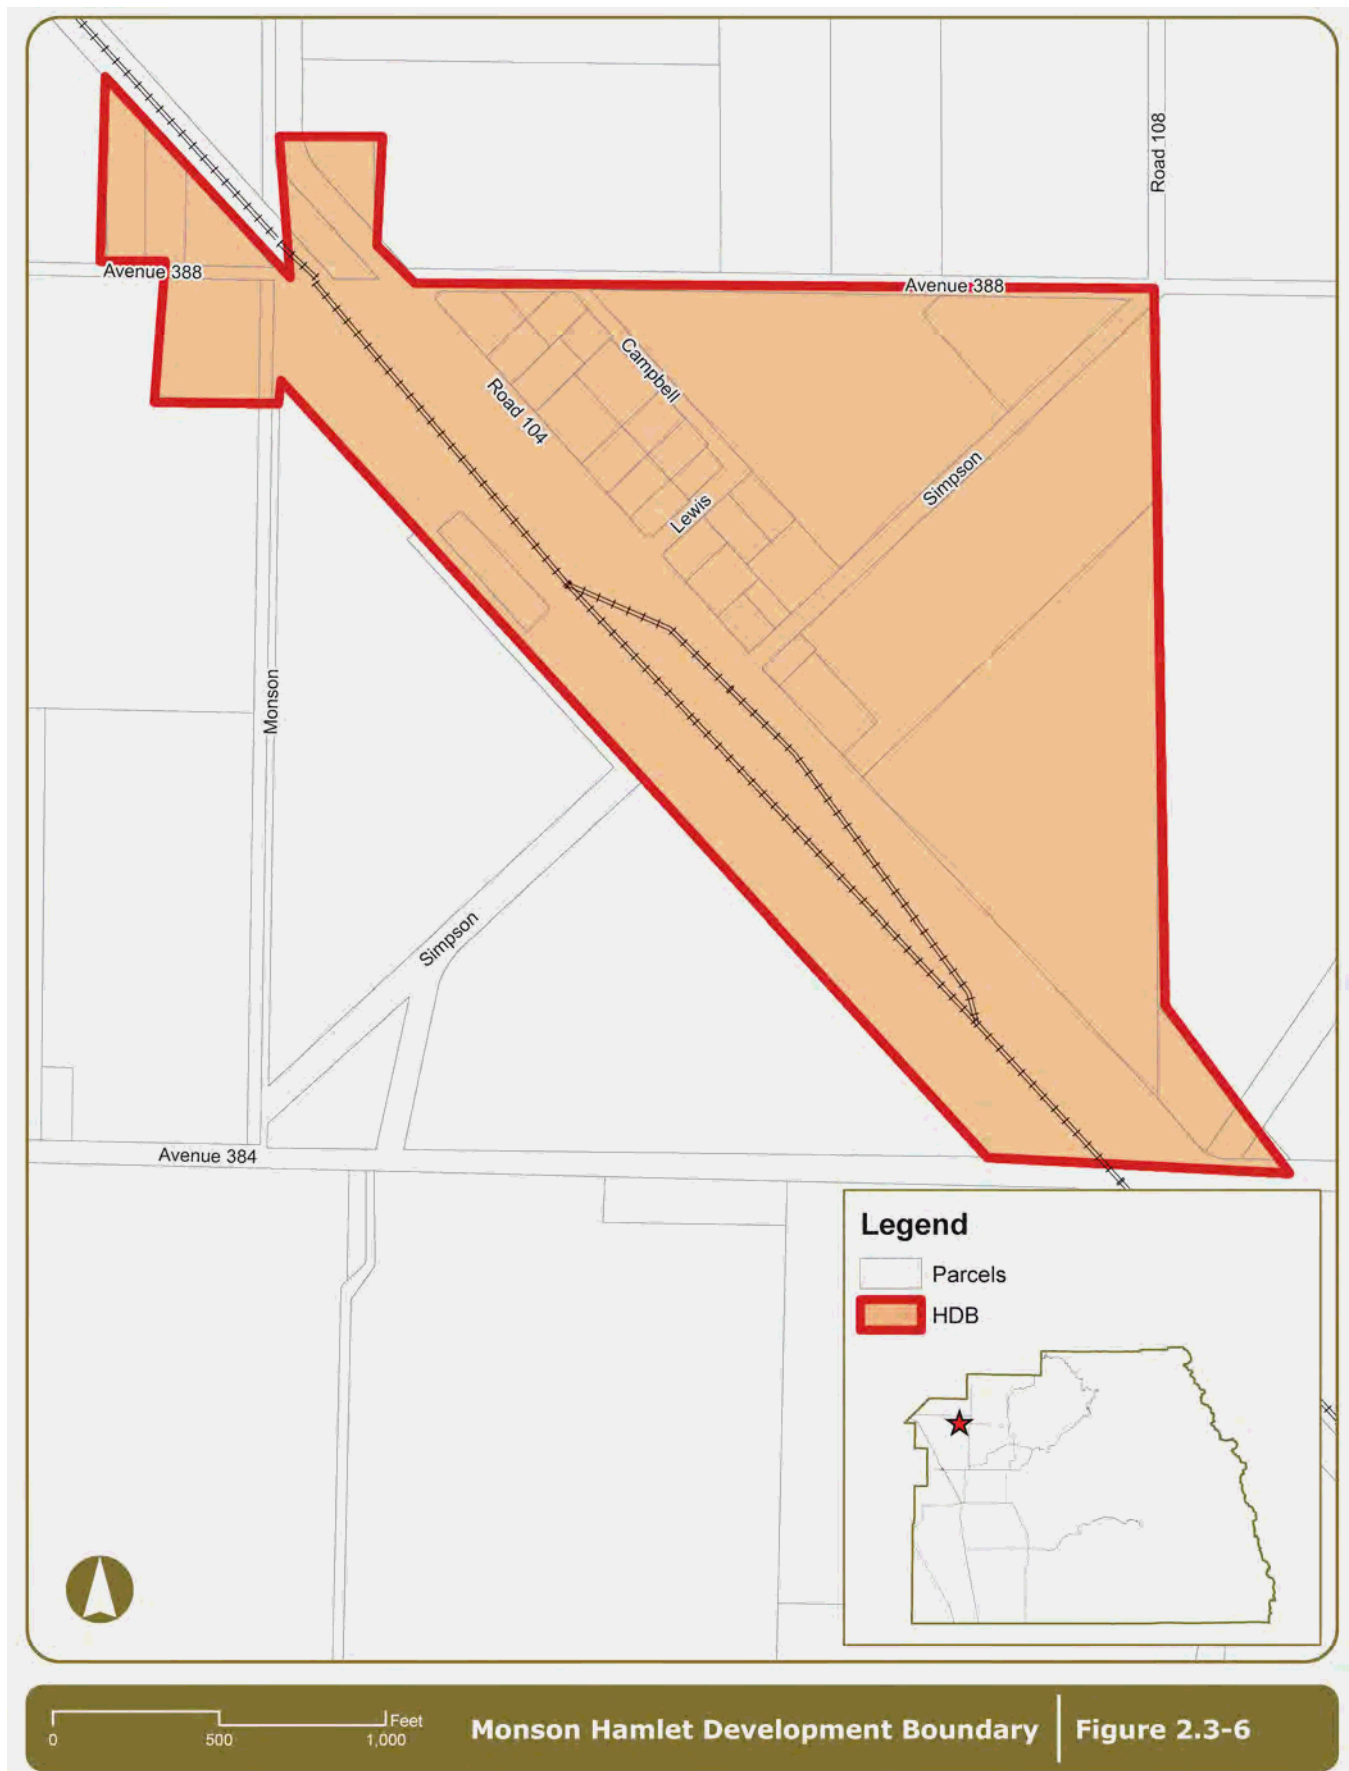 Road 108
Avenue 388
Avenue 388
Campbell
Road 104
Simpson
Lewis
Monson
Simpson
Avenue 384
Legend
Parcels
HDB
Feet
0 500 1,000
Monson Hamlet Development Boundary
Figure 2.3-6